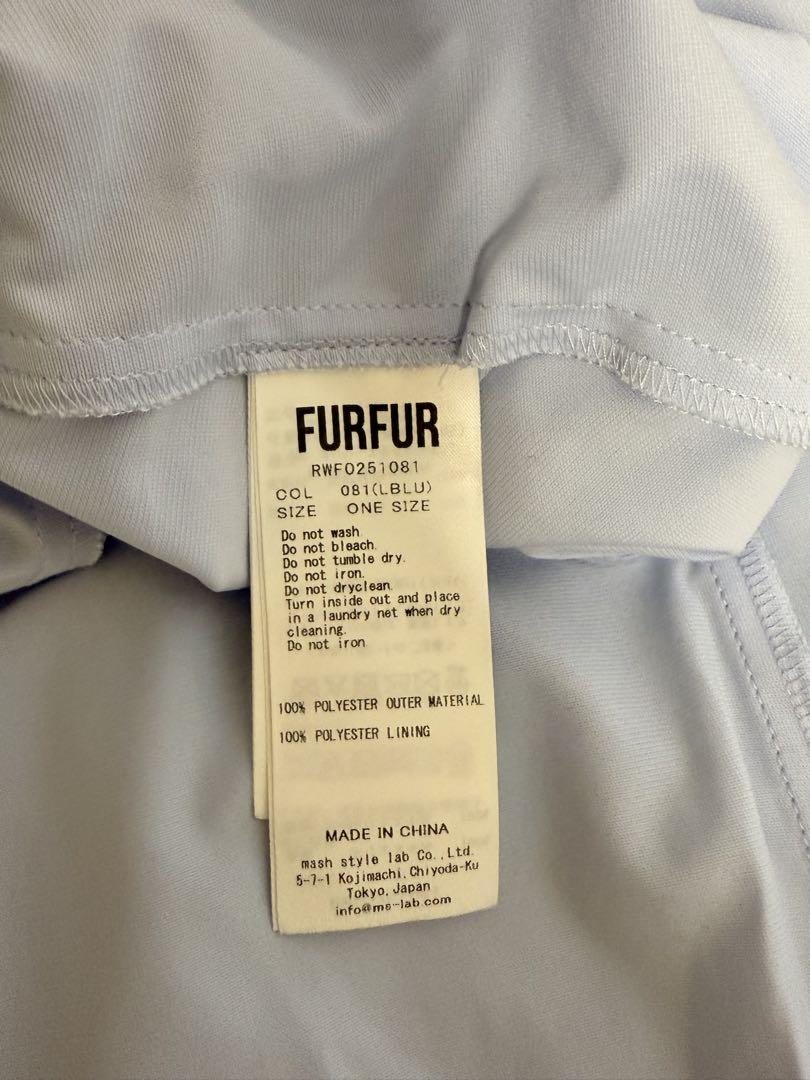 FURFUR
RWF0251081
COL 081(LBLU)
SIZE ONE SIZE
Do not wash.
Do not bleach.
Do not tumble dry.
Do not iron.
Do not dryclean.
Turn inside out and place
in a laundry net when dry
cleaning.
Do not iron
100% POLYESTER OUTER MATERIAL
100% POLYESTER LINING
MADE IN CHINA
mash style lab Co.,Ltd.
5-7-1 Kojimachi, Chiyoda-Ku
Tokyo, Japan
info@ms-lab.com